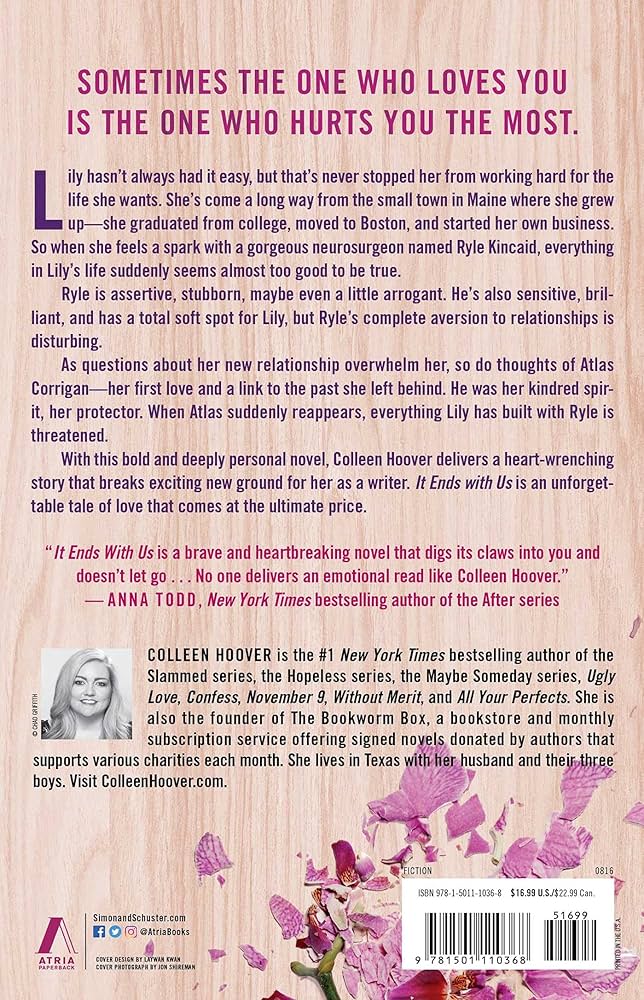 SOMETIMES THE ONE WHO LOVES YOU
IS THE ONE WHO HURTS YOU THE MOST.
Lily hasn't always had it easy, but that's never stopped her from working hard for the
life she wants. She's come a long way from the small town in Maine where she grew
up—she graduated from college, moved to Boston, and started her own business.
So when she feels a spark with a gorgeous neurosurgeon named Ryle Kincaid, everything
in Lily's life suddenly seems almost too good to be true.
Ryle is assertive, stubborn, maybe even a little arrogant. He's also sensitive, bril-
liant, and has a total soft spot for Lily, but Ryle's complete aversion to relationships is
disturbing.
As questions about her new relationship overwhelm her, so do thoughts of Atlas
Corrigan—her first love and a link to the past she left behind. He was her kindred spir-
it, her protector. When Atlas suddenly reappears, everything Lily has built with Ryle is
threatened.
With this bold and deeply personal novel, Colleen Hoover delivers a heart-wrenching
story that breaks exciting new ground for her as a writer. It Ends with Us is an unforget-
table tale of love that comes at the ultimate price.
"It Ends With Us is a brave and heartbreaking novel that digs its claws into you and
doesn't let go . . . No one delivers an emotional read like Colleen Hoover."
— ANNA TODD, New York Times bestselling author of the After series
© CHAD GRIFFITH
COLLEEN HOOVER is the #1 New York Times bestselling author of the
Slammed series, the Hopeless series, the Maybe Someday series, Ugly
Love, Confess, November 9, Without Merit, and All Your Perfects. She is
also the founder of The Bookworm Box, a bookstore and monthly
subscription service offering signed novels donated by authors that
supports various charities each month. She lives in Texas with her husband and their three
boys. Visit ColleenHoover.com.
FICTION 0816
ISBN 978-1-5011-1036-8 $16.99 U.S./$22.99 Can.
51699
9 781501 110368
PRINTED IN THE U.S.A.
SimonandSchuster.com
@AtriaBooks
ATRIA
PAPERBACK
COVER DESIGN BY LAYWAN KWAN
COVER PHOTOGRAPH BY JON SHIREMAN